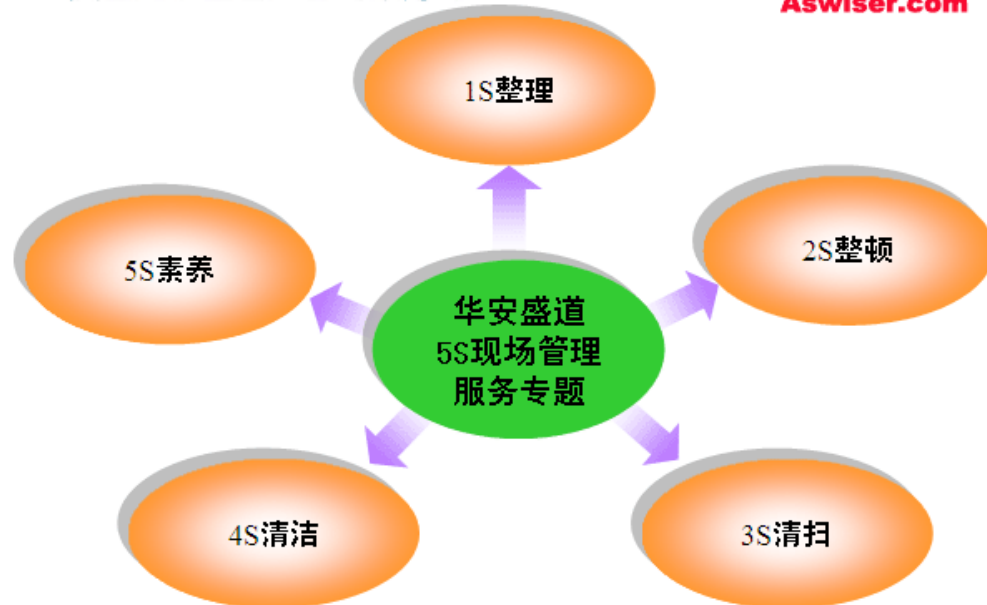 Aswiser.com
1S整理
2S整顿
5S素养
华安盛道
5S现场管理
服务专题
4S清洁
3S清扫